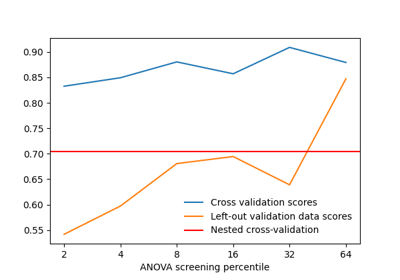 0.90
0.85
0.80
0.75
0.70
0.65
0.60
0.55
Cross validation scores
Left-out validation data scores
Nested cross-validation
2 4 8 16 32 64
ANOVA screening percentile